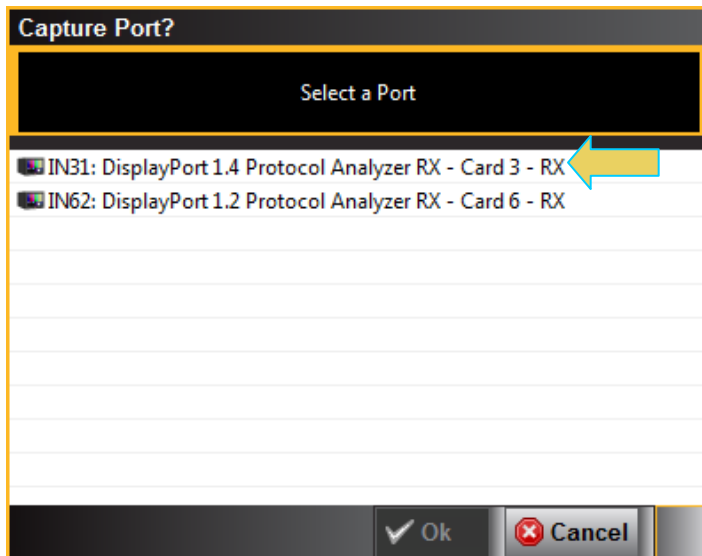 Capture Port?
Select a Port
IN31: DisplayPort 1.4 Protocol Analyzer RX - Card 3 - RX
IN62: DisplayPort 1.2 Protocol Analyzer RX - Card 6 - RX
Ok
Cancel